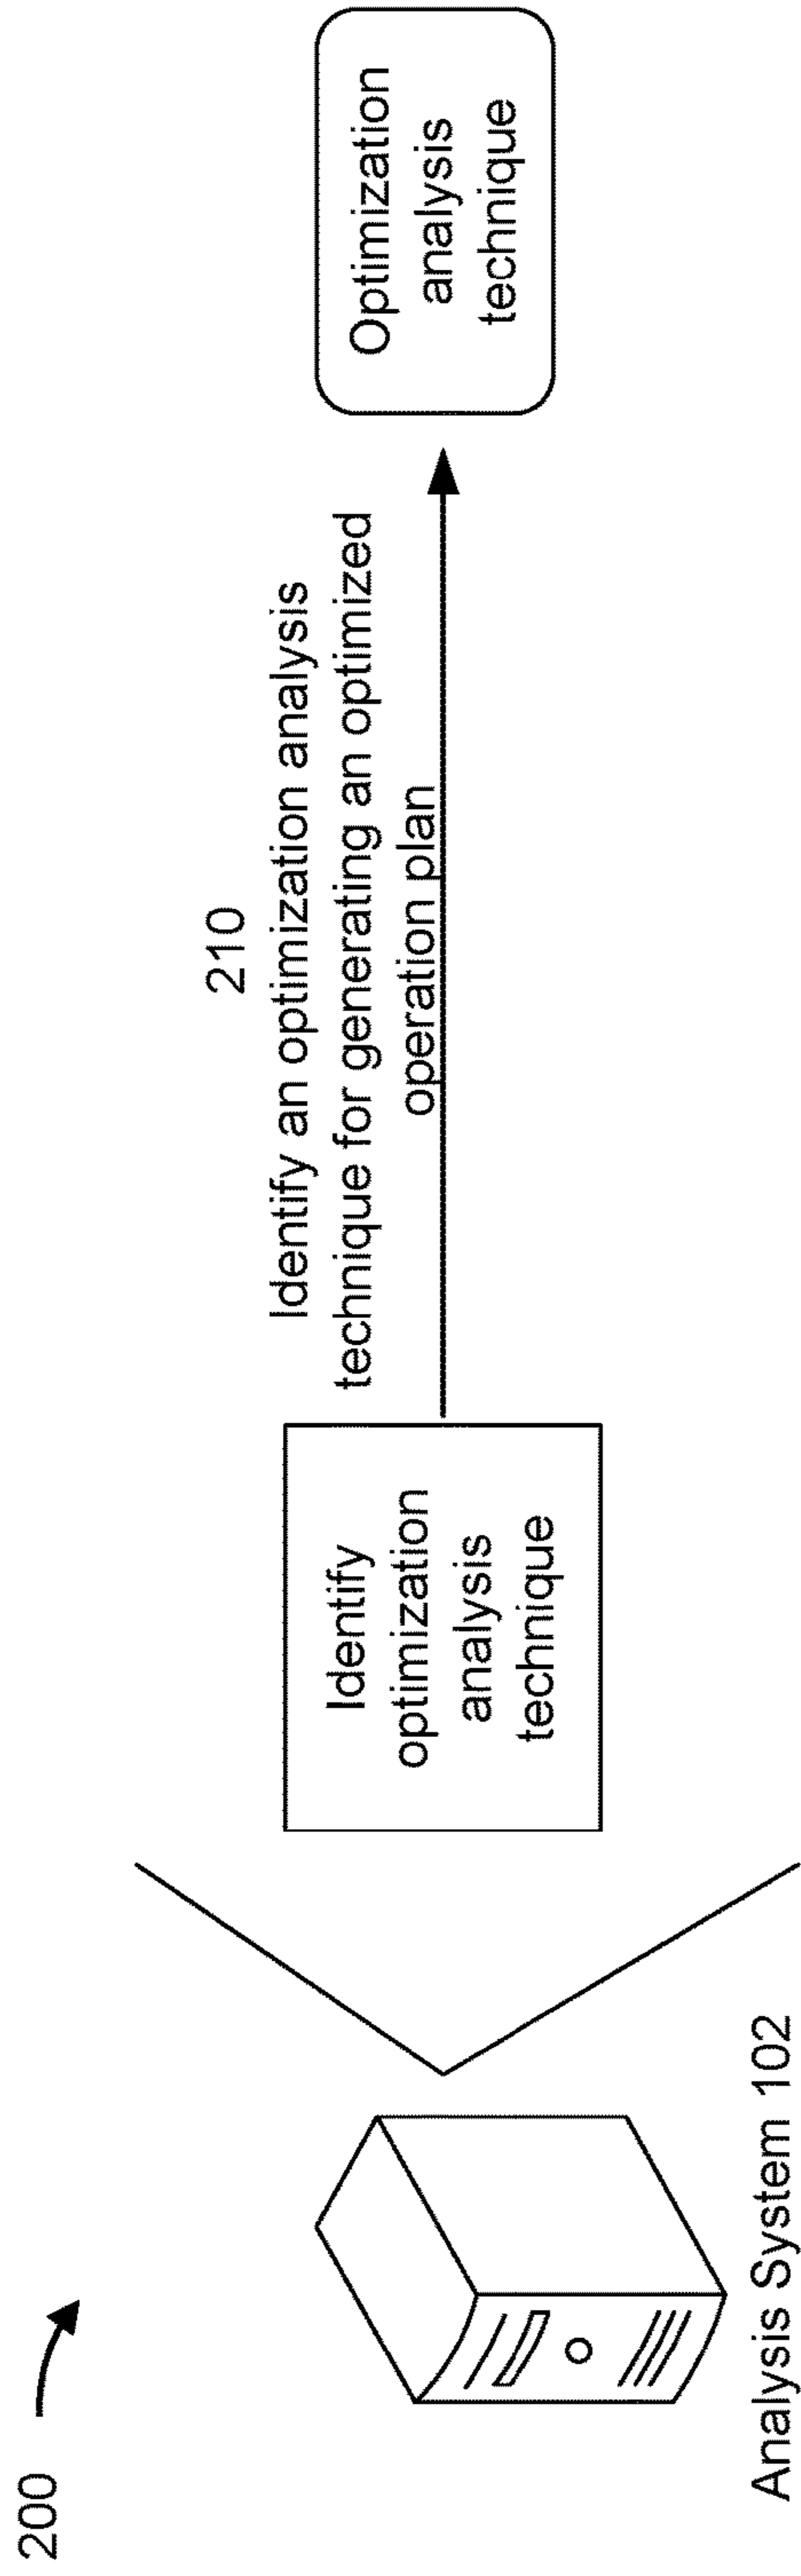 200
Analysis System 102
Identify
optimization
analysis
technique
210
Identify an optimization analysis
technique for generating an optimized
operation plan
Optimization
analysis
technique